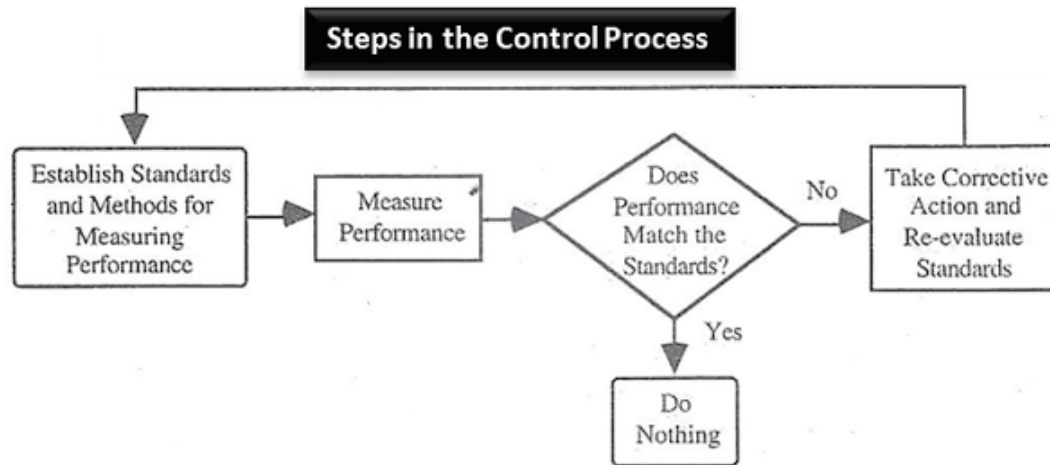 Steps in the Control Process
Establish Standards
and Methods for
Measuring
Performance
Measure
Performance
Does
Performance
Match the
Standards?
No
Take Corrective
Action and
Re-evaluate
Standards
Yes
Do
Nothing